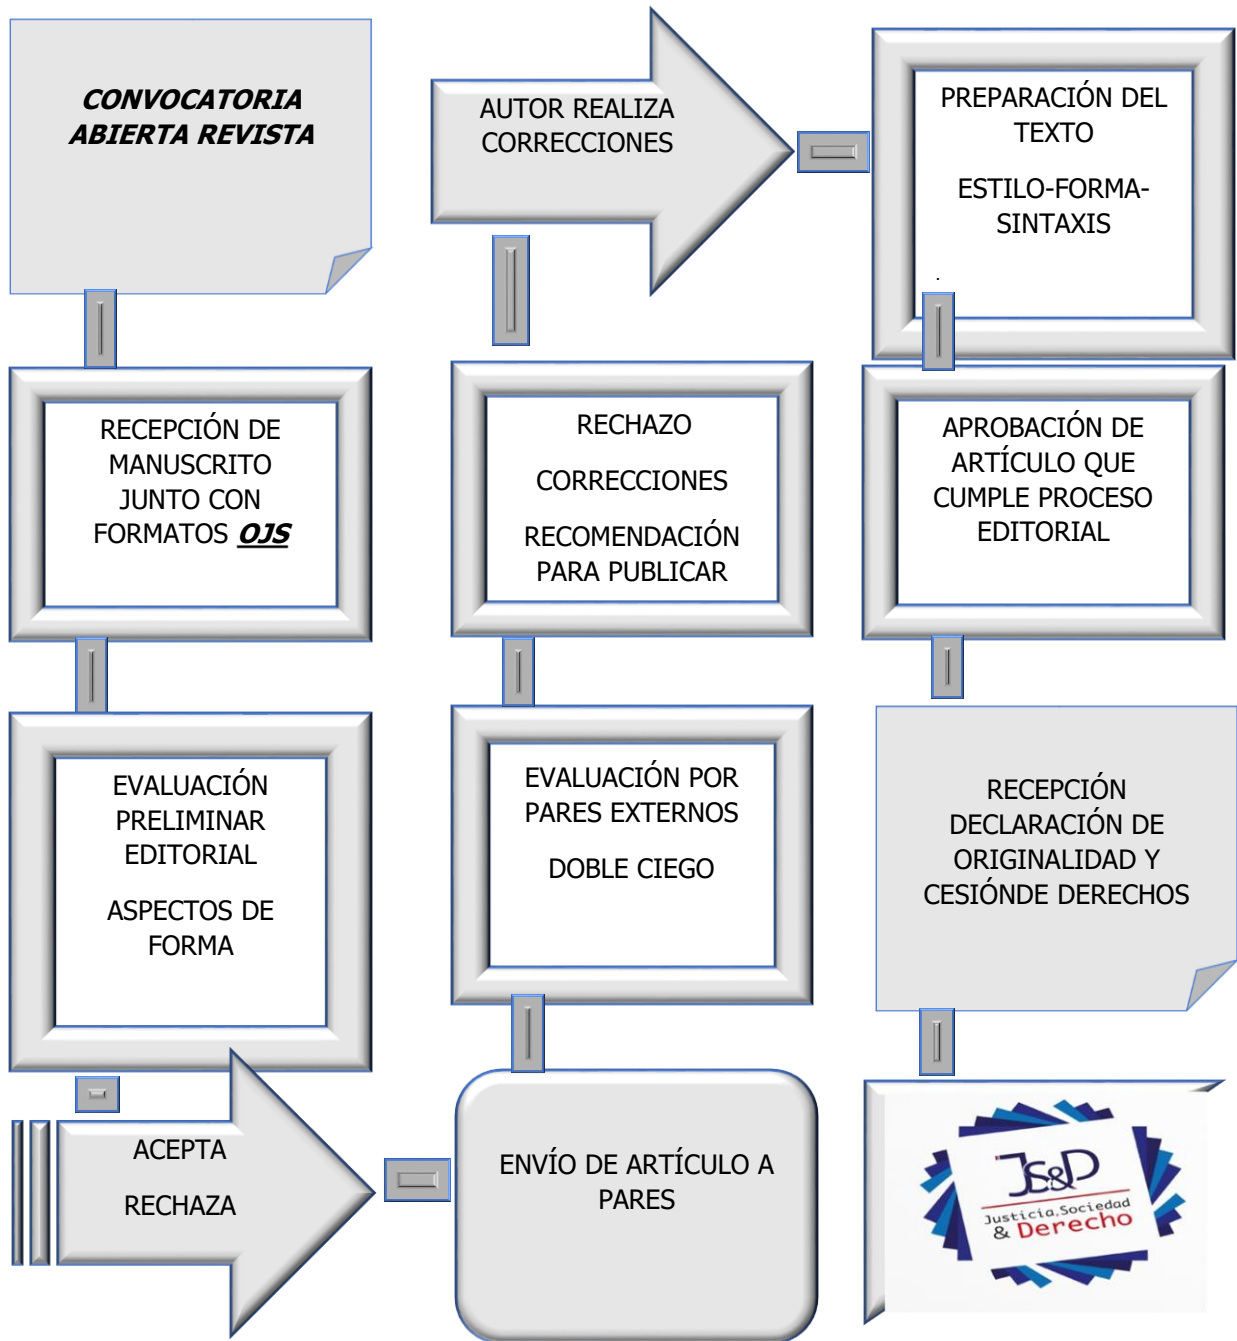 CONVOCATORIA
ABIERTA REVISTA
RECEPCIÓN DE
MANUSCRITO
JUNTO CON
FORMATOS OJS
EVALUACIÓN
PRELIMINAR
EDITORIAL
ASPECTOS DE
FORMA
ACEPTA
RECHAZA
ENVÍO DE ARTÍCULO A
PARES
EVALUACIÓN POR
PARES EXTERNOS
DOBLE CIEGO
RECHAZO
CORRECCIONES
RECOMENDACIÓN
PARA PUBLICAR
AUTOR REALIZA
CORRECCIONES
PREPARACIÓN DEL
TEXTO
ESTILO-FORMA-
SINTAXIS
.
APROBACIÓN DE
ARTÍCULO QUE
CUMPLE PROCESO
EDITORIAL
RECEPCIÓN
DECLARACIÓN DE
ORIGINALIDAD Y
CESIÓNDE DERECHOS
JS&D
Justicia,Sociedad
& Derecho